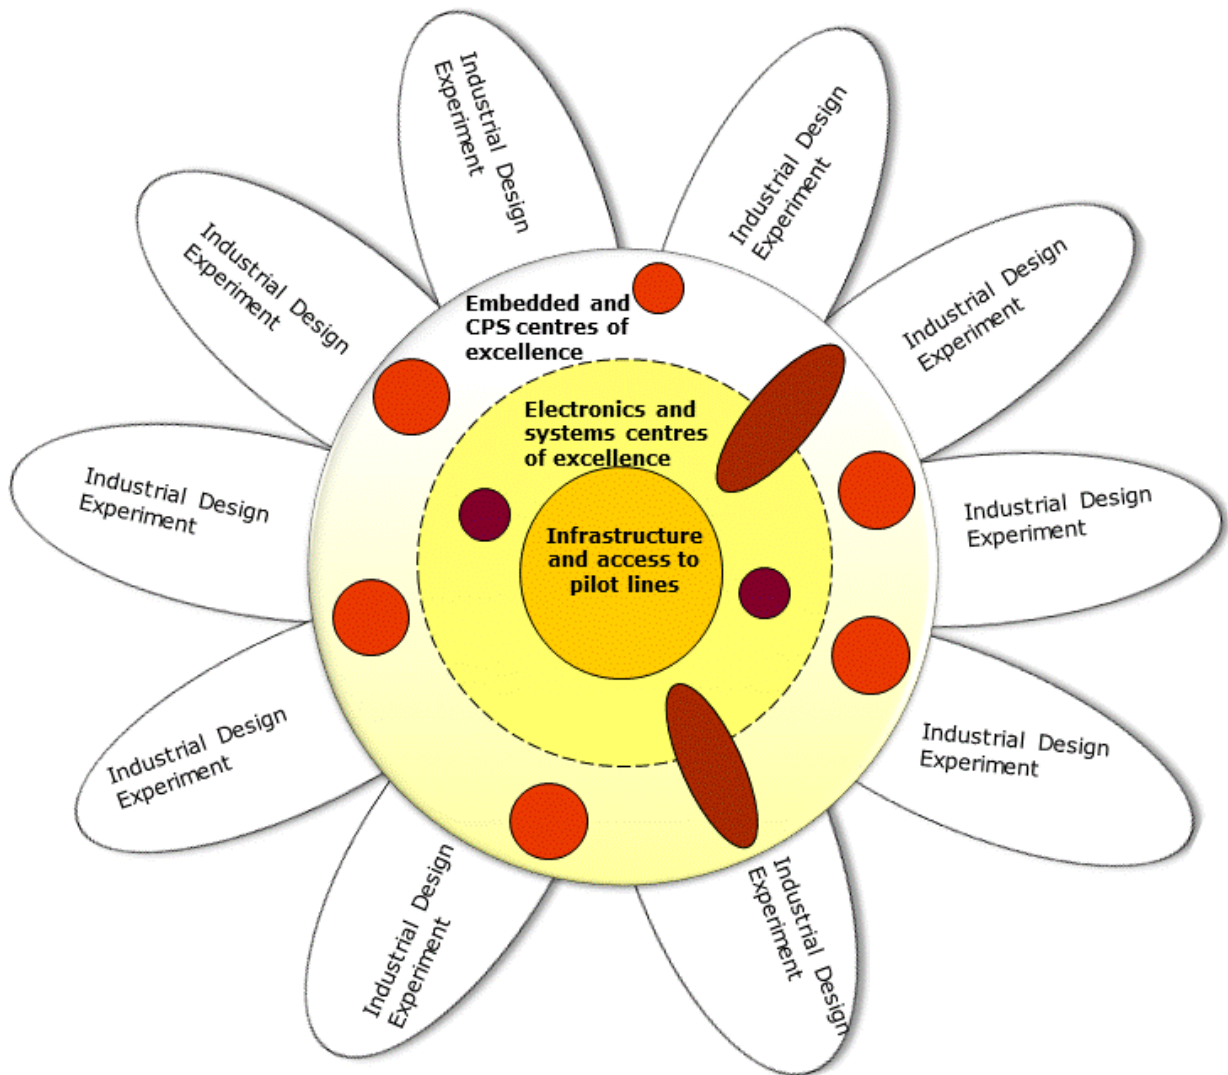 Industrial Design
Experiment
Industrial Design
Experiment
Industrial Design
Experiment
Industrial Design
Experiment
Embedded and
CPS centres of
excellence
Electronics and
systems centres
of excellence
Industrial Design
Experiment
Industrial Design
Experiment
Infrastructure
and access to
pilot lines
Industrial Design
Experiment
Industrial Design
Experiment
Industrial Design
Experiment
Industrial Design
Experiment